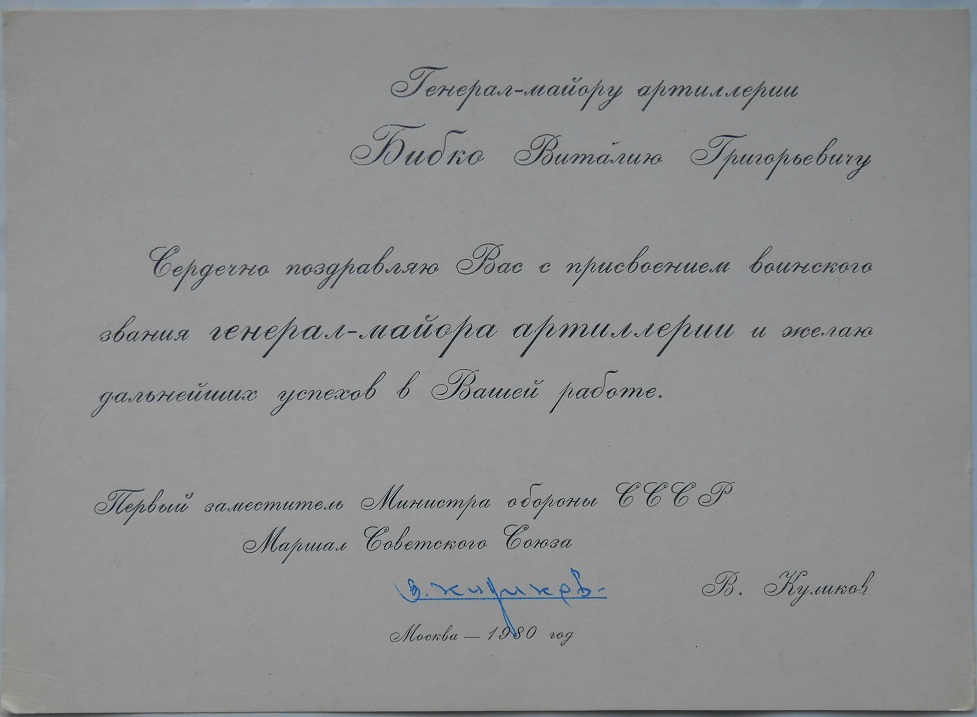 Генерал-майору артиллерии
Бибко Виталию Григорьевичу
Сердечно поздравляю Вас с присвоением воинского
звания генерал-майора артиллерии и желаю
дальнейших успехов в Вашей работе.
Первый заместитель Министра обороны СССР
Маршал Советского Союза
В. Куликов В. Куликов
Москва — 1980 год